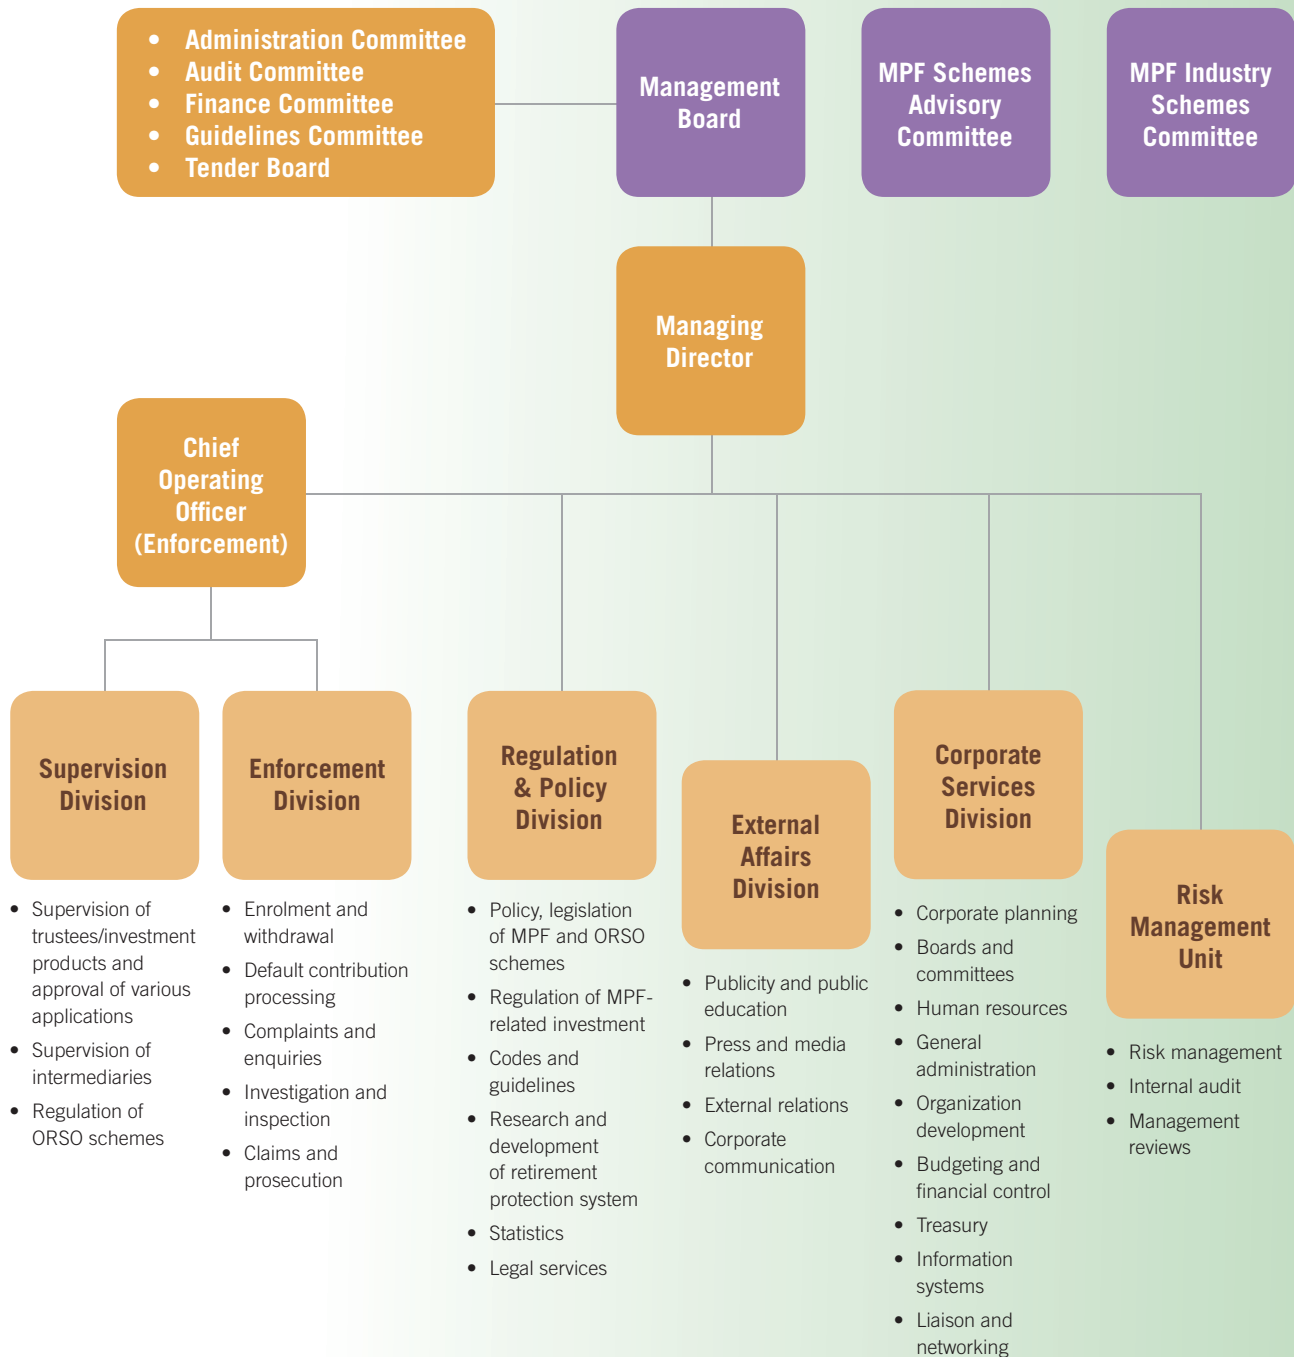 • Administration Committee
• Audit Committee
• Finance Committee
• Guidelines Committee
• Tender Board
Management
Board
MPF Schemes
Advisory
Committee
MPF Industry
Schemes
Committee
Managing
Director
Chief
Operating
Officer
(Enforcement)
Supervision
Division
• Supervision of
trustees/investment
products and
approval of various
applications
• Supervision of
intermediaries
• Regulation of
ORSO schemes
Enforcement
Division
• Enrolment and
withdrawal
• Default contribution
processing
• Complaints and
enquiries
• Investigation and
inspection
• Claims and
prosecution
Regulation
& Policy
Division
• Policy, legislation
of MPF and ORSO
schemes
• Regulation of MPF-
related investment
• Codes and
guidelines
• Research and
development
of retirement
protection system
• Statistics
• Legal services
External
Affairs
Division
• Publicity and public
education
• Press and media
relations
• External relations
• Corporate
communication
Corporate
Services
Division
• Corporate planning
• Boards and
committees
• Human resources
• General
administration
• Organization
development
• Budgeting and
financial control
• Treasury
• Information
systems
• Liaison and
networking
Risk
Management
Unit
• Risk management
• Internal audit
• Management
reviews